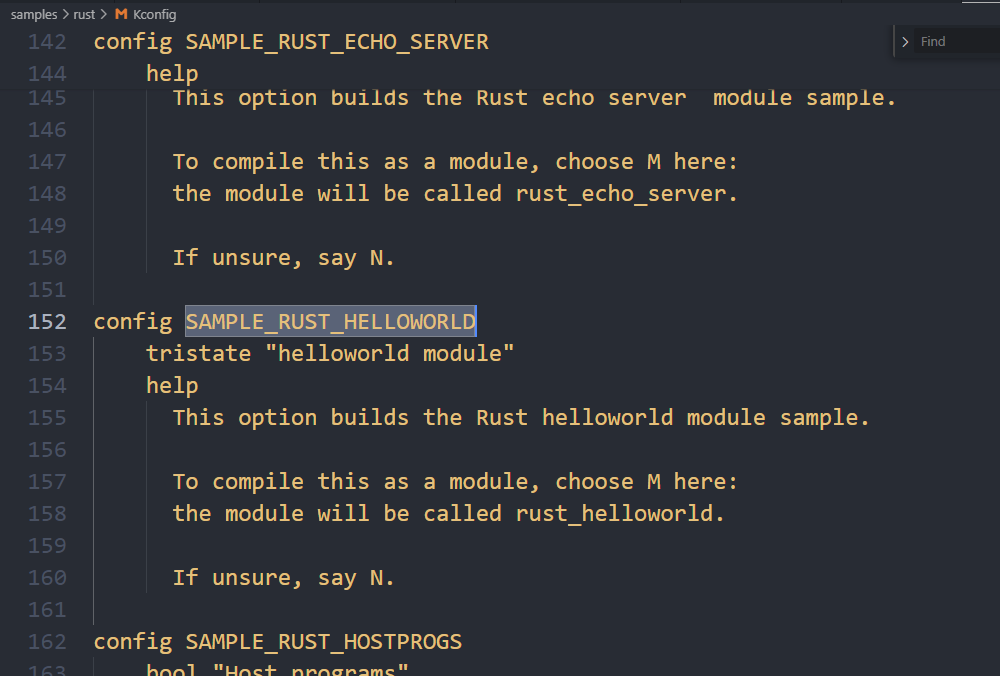 samples > rust > M Kconfig
> Find
142 config SAMPLE_RUST_ECHO_SERVER
144 help
145 This option builds the Rust echo server  module sample.
146
147 To compile this as a module, choose M here:
148 the module will be called rust_echo_server.
149
150 If unsure, say N.
151
152 config SAMPLE_RUST_HELLOWORLD
153 tristate "helloworld module"
154 help
155 This option builds the Rust helloworld module sample.
156
157 To compile this as a module, choose M here:
158 the module will be called rust_helloworld.
159
160 If unsure, say N.
161
162 config SAMPLE_RUST_HOSTPROGS
163 bool "Host programs"